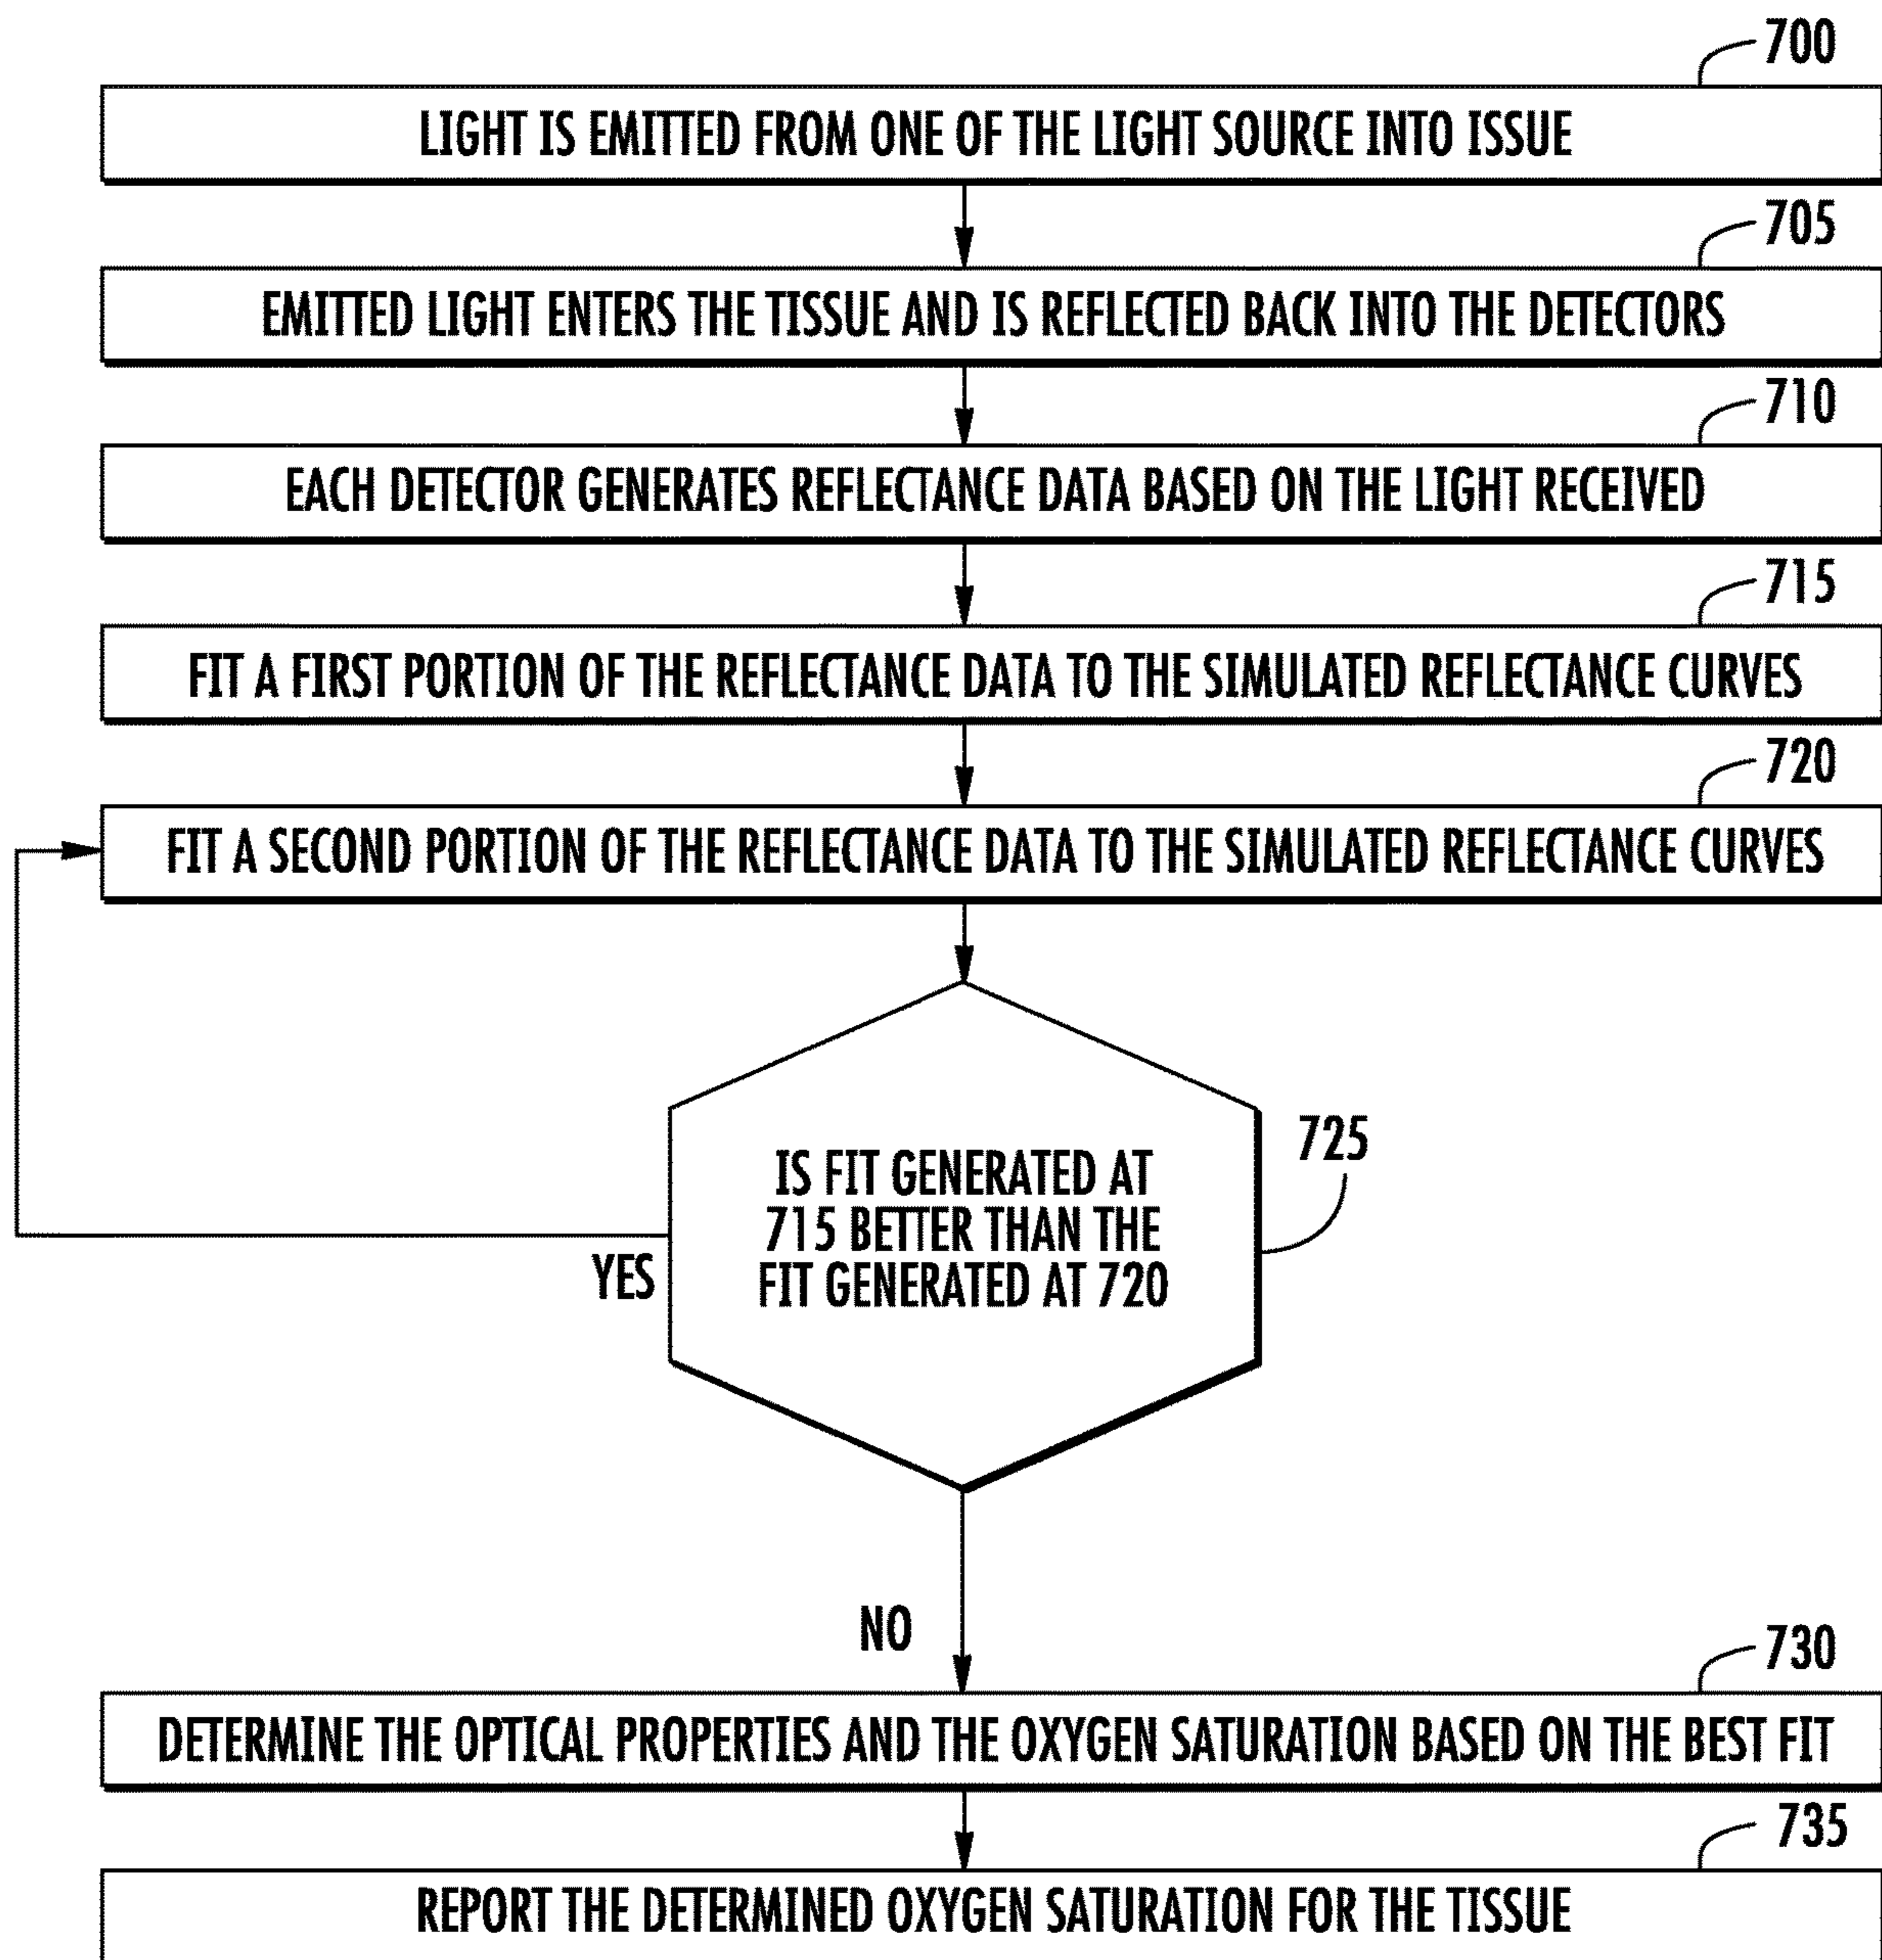 700
LIGHT IS EMITTED FROM ONE OF THE LIGHT SOURCE INTO ISSUE
705
EMITTED LIGHT ENTERS THE TISSUE AND IS REFLECTED BACK INTO THE DETECTORS
710
EACH DETECTOR GENERATES REFLECTANCE DATA BASED ON THE LIGHT RECEIVED
715
FIT A FIRST PORTION OF THE REFLECTANCE DATA TO THE SIMULATED REFLECTANCE CURVES
720
FIT A SECOND PORTION OF THE REFLECTANCE DATA TO THE SIMULATED REFLECTANCE CURVES
725
IS FIT GENERATED AT
715 BETTER THAN THE
FIT GENERATED AT 720
YES
NO
730
DETERMINE THE OPTICAL PROPERTIES AND THE OXYGEN SATURATION BASED ON THE BEST FIT
735
REPORT THE DETERMINED OXYGEN SATURATION FOR THE TISSUE